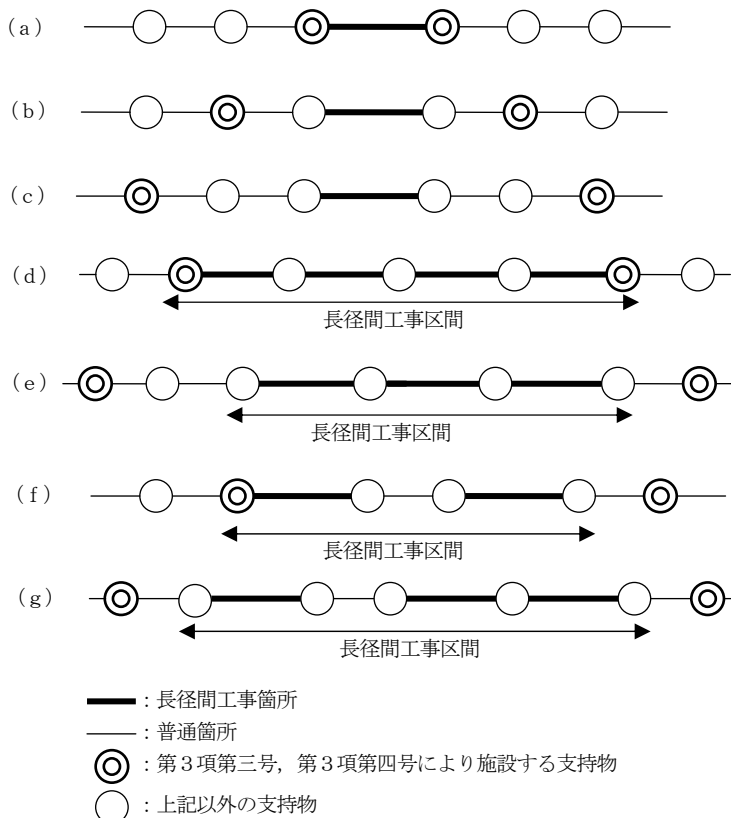 （a）
（b）
（c）
（d）
長径間工事区間
（e）
長径間工事区間
（f）
長径間工事区間
（g）
長径間工事区間
：長径間工事箇所
：普通箇所
：第３項第三号，第３項第四号により施設する支持物
：上記以外の支持物